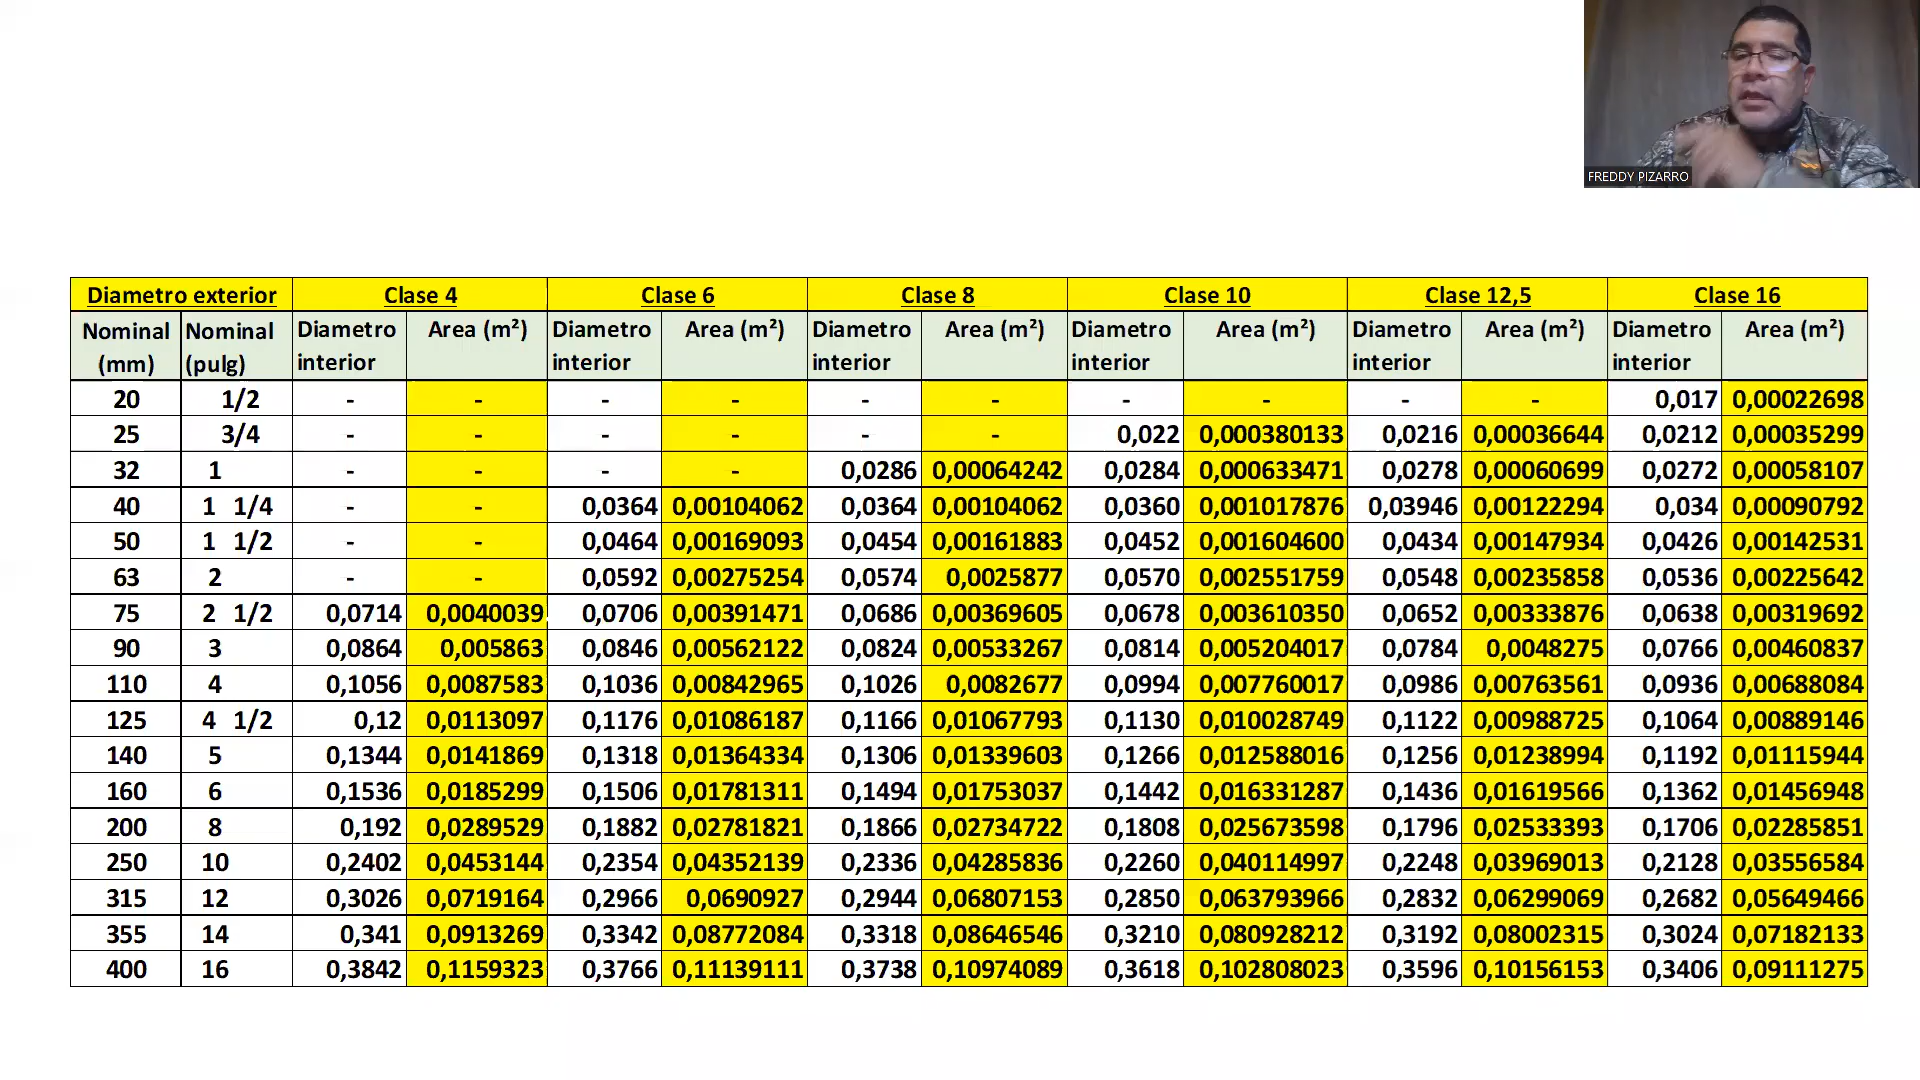 FREDDY PIZARRO
Diametro exterior Clase 4 Clase 6 Clase 8 Clase 10 Clase 12,5 Clase 16
Nominal (mm) Nominal (pulg) Diametro interior Area (m²) Diametro interior Area (m²) Diametro interior Area (m²) Diametro interior Area (m²) Diametro interior Area (m²) Diametro interior Area (m²)
20 1/2 - - - - - - - - - - 0,017 0,00022698
25 3/4 - - - - - - 0,022 0,000380133 0,0216 0,00036644 0,0212 0,00035299
32 1 - - - - 0,0286 0,00064242 0,0284 0,000633471 0,0278 0,00060699 0,0272 0,00058107
40 1 1/4 - - 0,0364 0,00104062 0,0364 0,00104062 0,0360 0,001017876 0,03946 0,00122294 0,034 0,00090792
50 1 1/2 - - 0,0464 0,00169093 0,0454 0,00161883 0,0452 0,001604600 0,0434 0,00147934 0,0426 0,00142531
63 2 - - 0,0592 0,00275254 0,0574 0,0025877 0,0570 0,002551759 0,0548 0,00235858 0,0536 0,00225642
75 2 1/2 0,0714 0,0040039 0,0706 0,00391471 0,0686 0,00369605 0,0678 0,003610350 0,0652 0,00333876 0,0638 0,00319692
90 3 0,0864 0,005863 0,0846 0,00562122 0,0824 0,00533267 0,0814 0,005204017 0,0784 0,0048275 0,0766 0,00460837
110 4 0,1056 0,0087583 0,1036 0,00842965 0,1026 0,0082677 0,0994 0,007760017 0,0986 0,00763561 0,0936 0,00688084
125 4 1/2 0,12 0,0113097 0,1176 0,01086187 0,1166 0,01067793 0,1130 0,010028749 0,1122 0,00988725 0,1064 0,00889146
140 5 0,1344 0,0141869 0,1318 0,01364334 0,1306 0,01339603 0,1266 0,012588016 0,1256 0,01238994 0,1192 0,01115944
160 6 0,1536 0,0185299 0,1506 0,01781311 0,1494 0,01753037 0,1442 0,016331287 0,1436 0,01619566 0,1362 0,01456948
200 8 0,192 0,0289529 0,1882 0,02781821 0,1866 0,02734722 0,1808 0,025673598 0,1796 0,02533393 0,1706 0,02285851
250 10 0,2402 0,0453144 0,2354 0,04352139 0,2336 0,04285836 0,2260 0,040114997 0,2248 0,03969013 0,2128 0,03556584
315 12 0,3026 0,0719164 0,2966 0,0690927 0,2944 0,06807153 0,2850 0,063793966 0,2832 0,06299069 0,2682 0,05649466
355 14 0,341 0,0913269 0,3342 0,08772084 0,3318 0,08646546 0,3210 0,080928212 0,3192 0,08002315 0,3024 0,07182133
400 16 0,3842 0,1159323 0,3766 0,11139111 0,3738 0,10974089 0,3618 0,102808023 0,3596 0,10156153 0,3406 0,09111275